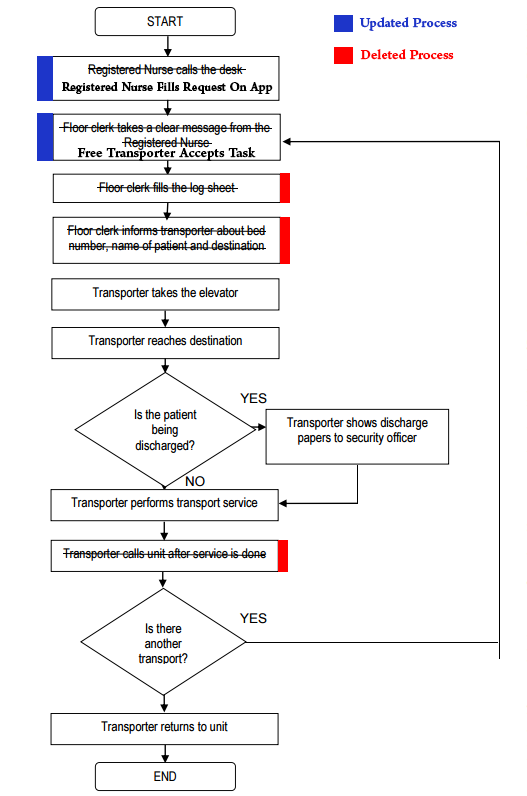 START
Updated Process
Deleted Process
Registered Nurse calls the desk
Registered Nurse Fills Request On App
Floor clerk takes a clear message from the
Registered Nurse
Free Transporter Accepts Task
Floor clerk fills the log sheet
Floor clerk informs transporter about bed
number, name of patient and destination
Transporter takes the elevator
Transporter reaches destination
Is the patient
being
discharged?
YES
Transporter shows discharge
papers to security officer
NO
Transporter performs transport service
Transporter calls unit after service is done
Is there
another
transport?
YES
Transporter returns to unit
END